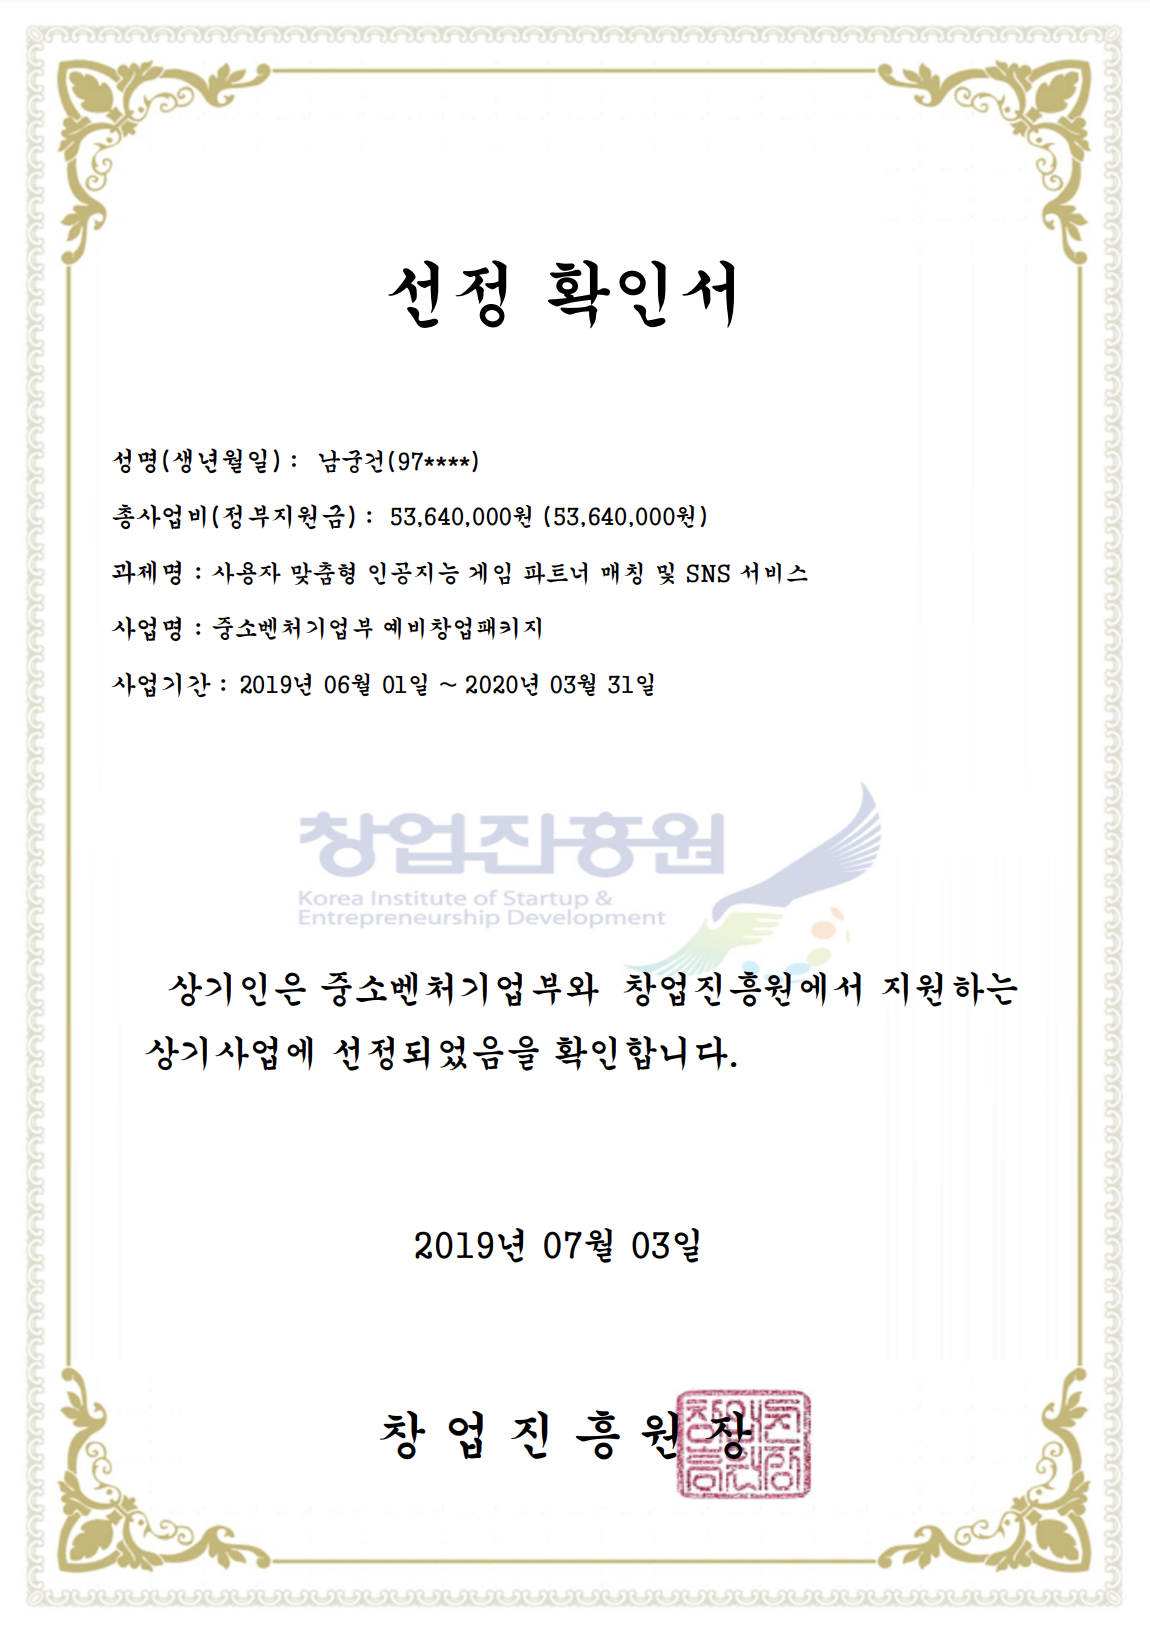 선정 확인서
성명(생년월일) : 남궁건(97****)
총사업비(정부지원금) : 53,640,000원 (53,640,000원)
과제명 : 사용자 맞춤형 인공지능 게임 파트너 매칭 및 SNS 서비스
사업명 : 중소벤처기업부 예비창업패키지
사업기간 : 2019년 06월 01일 ~ 2020년 03월 31일
창업진흥원
Korea Institute of Startup &
Entrepreneurship Development
상기인은 중소벤처기업부와 창업진흥원에서 지원하는
상기사업에 선정되었음을 확인합니다.
2019년 07월 03일
창 업 진 흥 원 장